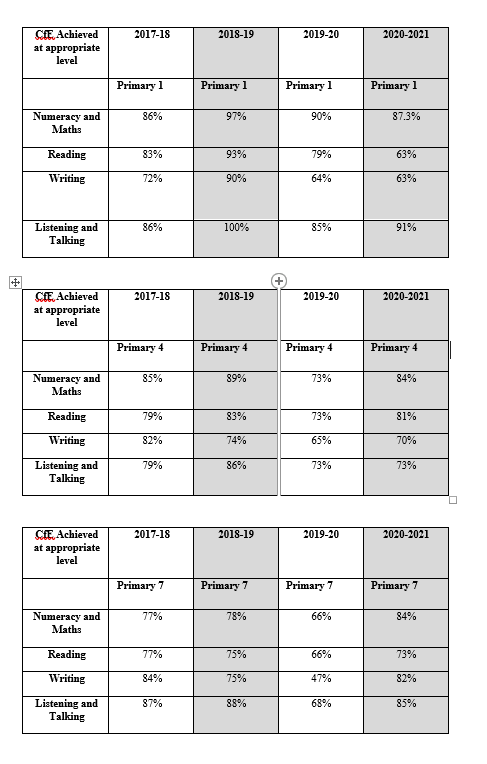 CfE Achieved 2017-18 2018-19 2019-20 2020-2021
at appropriate
level
Primary 1 Primary 1 Primary 1 Primary 1
Numeracy and 86% 97% 90% 87.3%
Maths
Reading 83% 93% 79% 63%
Writing 72% 90% 64% 63%
Listening and 86% 100% 85% 91%
Talking
CfE Achieved 2017-18 2018-19 2019-20 2020-2021
at appropriate
level
Primary 4 Primary 4 Primary 4 Primary 4
Numeracy and 85% 89% 73% 84%
Maths
Reading 79% 83% 73% 81%
Writing 82% 74% 65% 70%
Listening and 79% 86% 73% 73%
Talking
CfE Achieved 2017-18 2018-19 2019-20 2020-2021
at appropriate
level
Primary 7 Primary 7 Primary 7 Primary 7
Numeracy and 77% 78% 66% 84%
Maths
Reading 77% 75% 66% 73%
Writing 84% 75% 47% 82%
Listening and 87% 88% 68% 85%
Talking